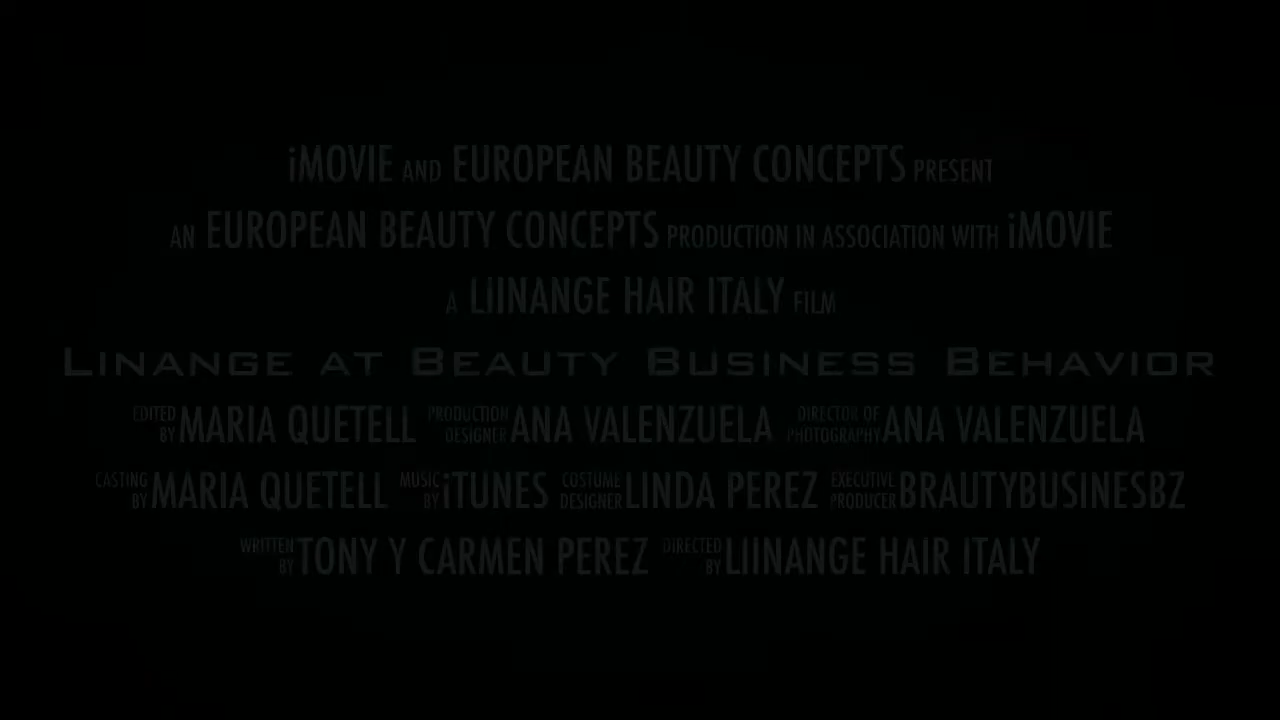 iMOVIE AND EUROPEAN BEAUTY CONCEPTS PRESENT
AN EUROPEAN BEAUTY CONCEPTS PRODUCTION IN ASSOCIATION WITH iMOVIE
A LIINANGE HAIR ITALY FILM
LINANGE AT BEAUTY BUSINESS BEHAVIOR
EDITED BY MARIA QUETELL PRODUCTION DESIGNER ANA VALENZUELA DIRECTOR OF PHOTOGRAPHY ANA VALENZUELA
CASTING BY MARIA QUETELL MUSIC BY iTUNES COSTUME DESIGNER LINDA PEREZ EXECUTIVE PRODUCER BRAUTYBUSINESBZ
WRITTEN BY TONY Y CARMEN PEREZ DIRECTED BY LIINANGE HAIR ITALY